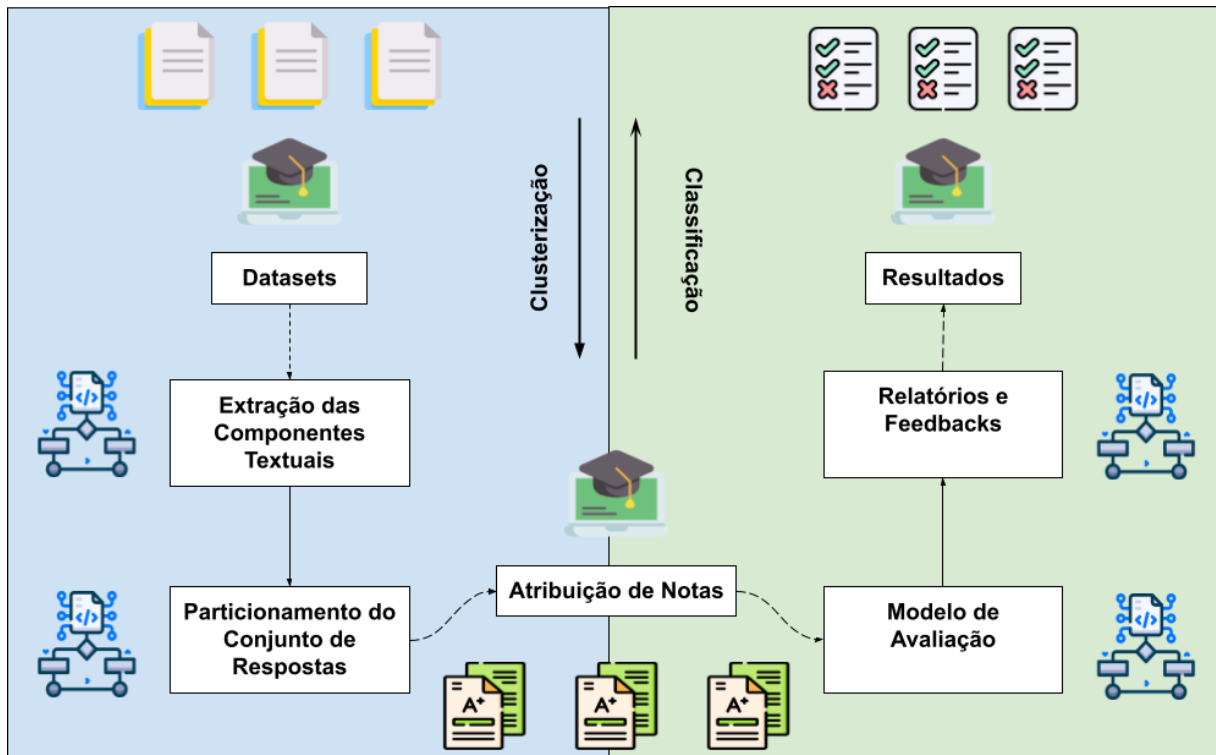 Datasets
Extração das
Componentes
Textuais
Particionamento do
Conjunto de
Respostas
Clusterização
Classificação
Atribuição de Notas
A+
A+
A+
Resultados
Relatórios e
Feedbacks
Modelo de
Avaliação